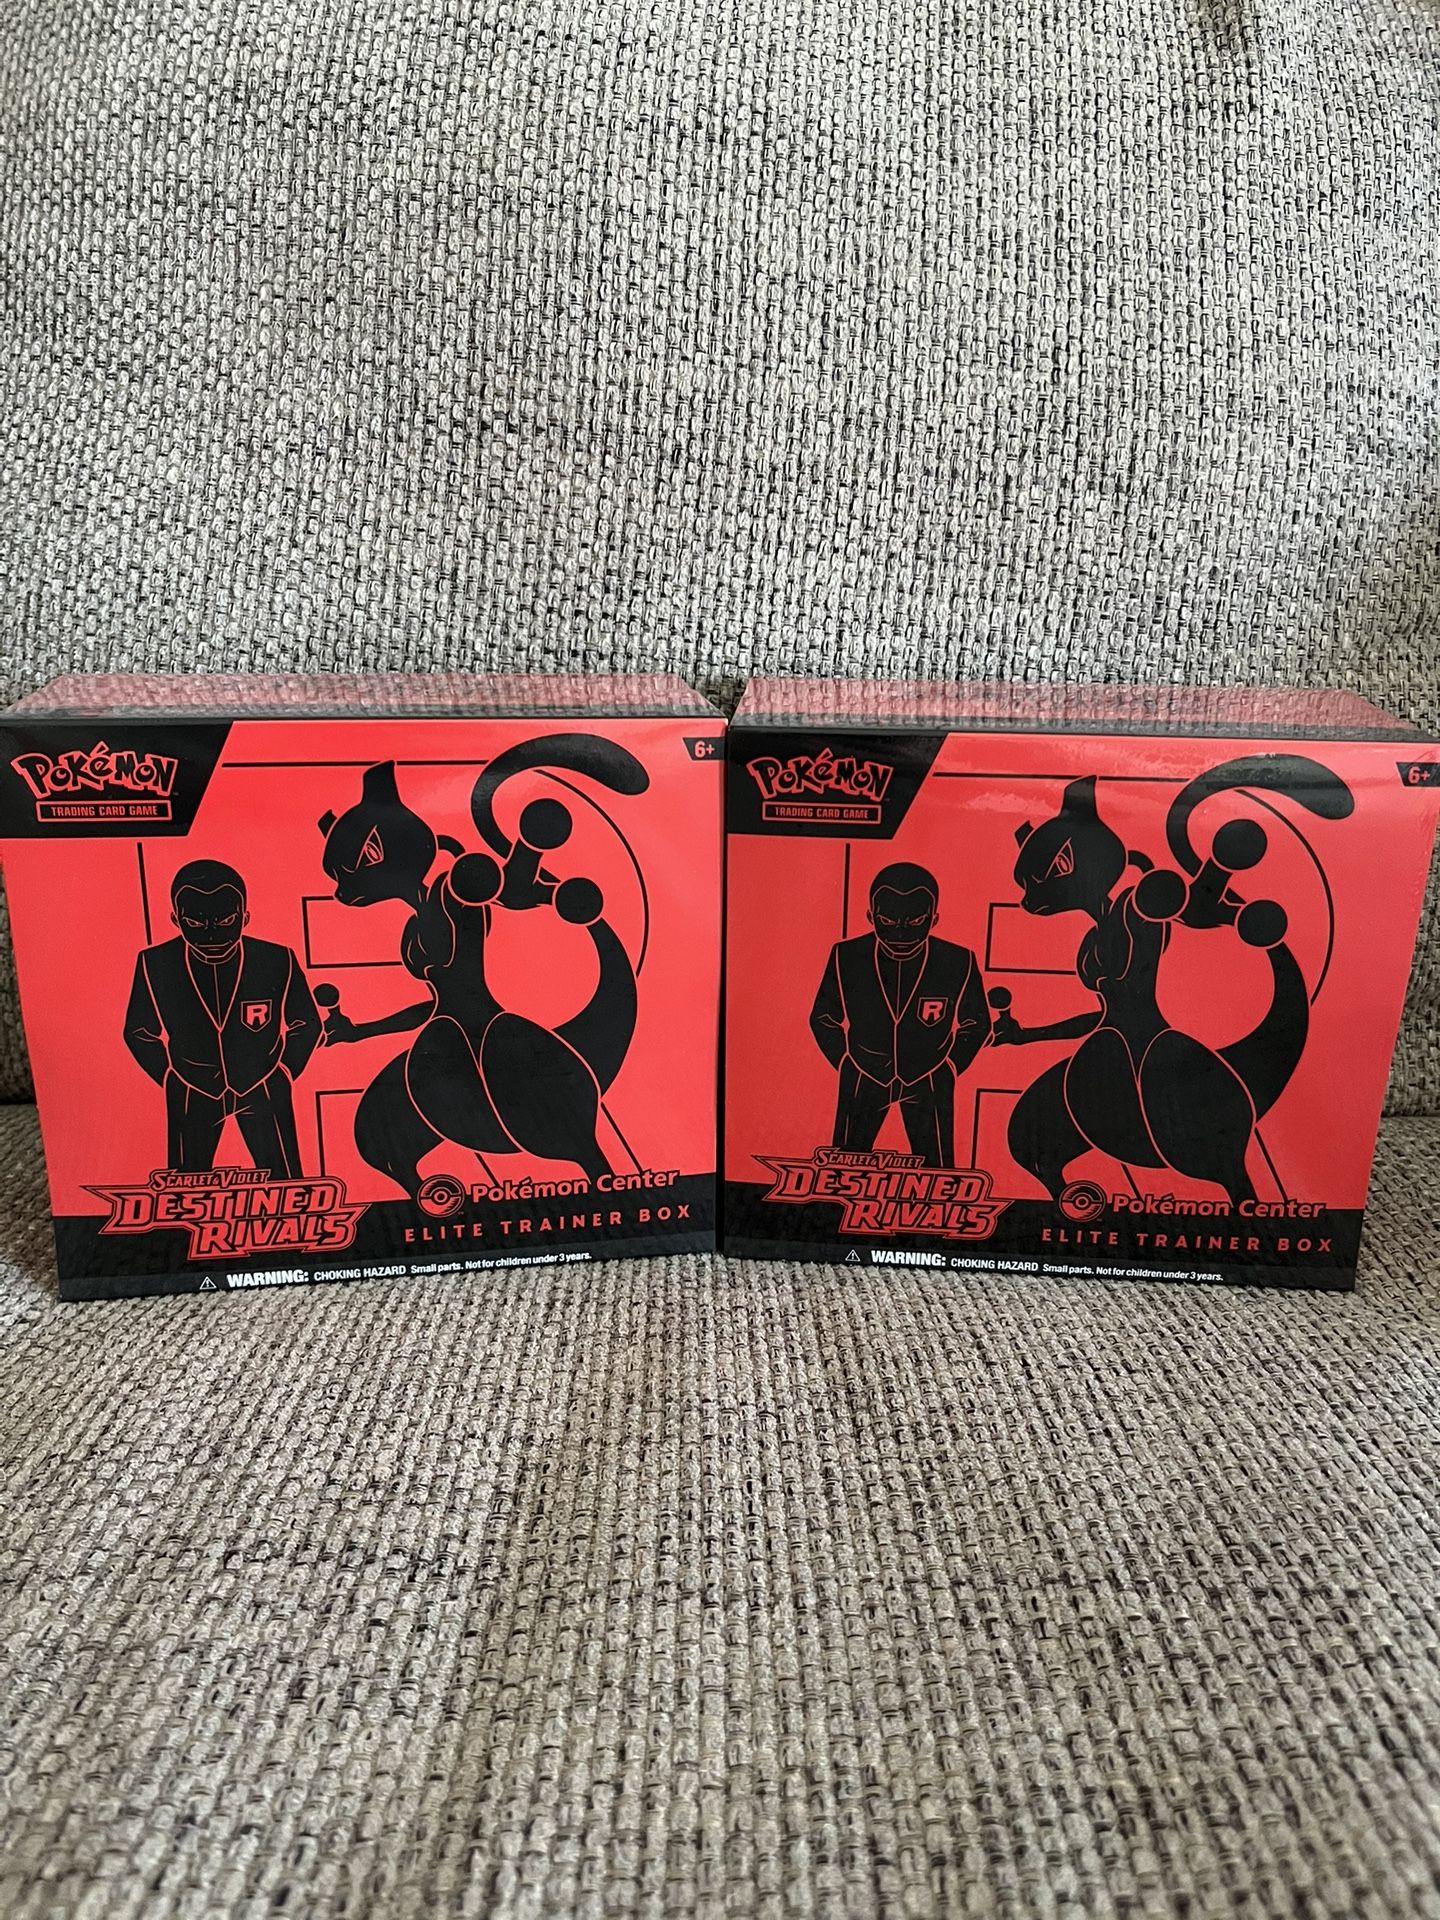 POKéMON
TRADING CARD GAME
6+
R
SCARLET & VIOLET
DESTINED
RIVALS
Pokémon Center
ELITE TRAINER BOX
WARNING: CHOKING HAZARD Small parts. Not for children under 3 years.
POKéMON
TRADING CARD GAME
6+
R
SCARLET & VIOLET
DESTINED
RIVALS
Pokémon Center
ELITE TRAINER BOX
WARNING: CHOKING HAZARD Small parts. Not for children under 3 years.